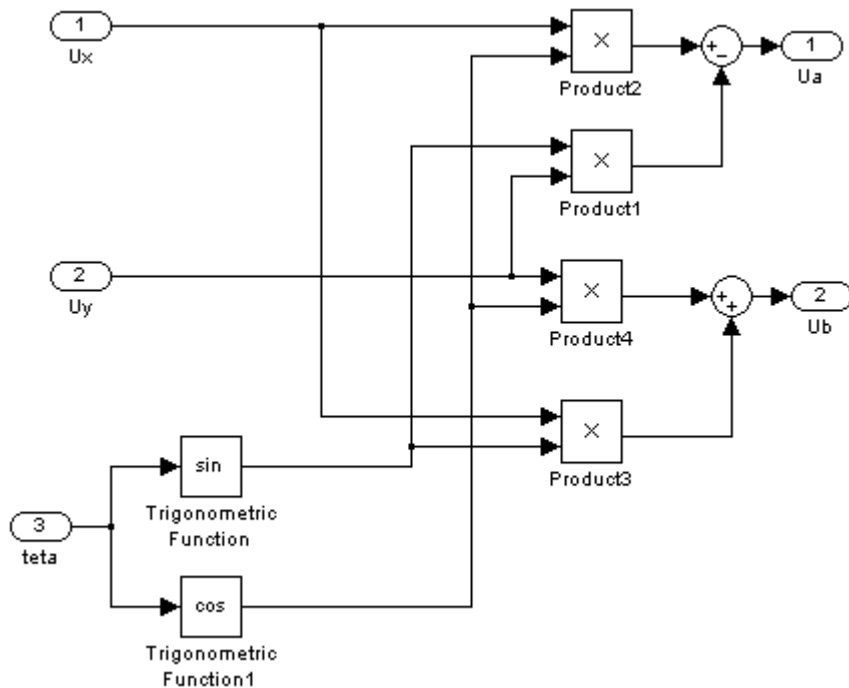 1
Ux
×
Product2
+
−
1
Ua
×
Product1
2
Uy
×
Product4
+
+
2
Ub
×
Product3
sin
Trigonometric
Function
3
teta
cos
Trigonometric
Function1